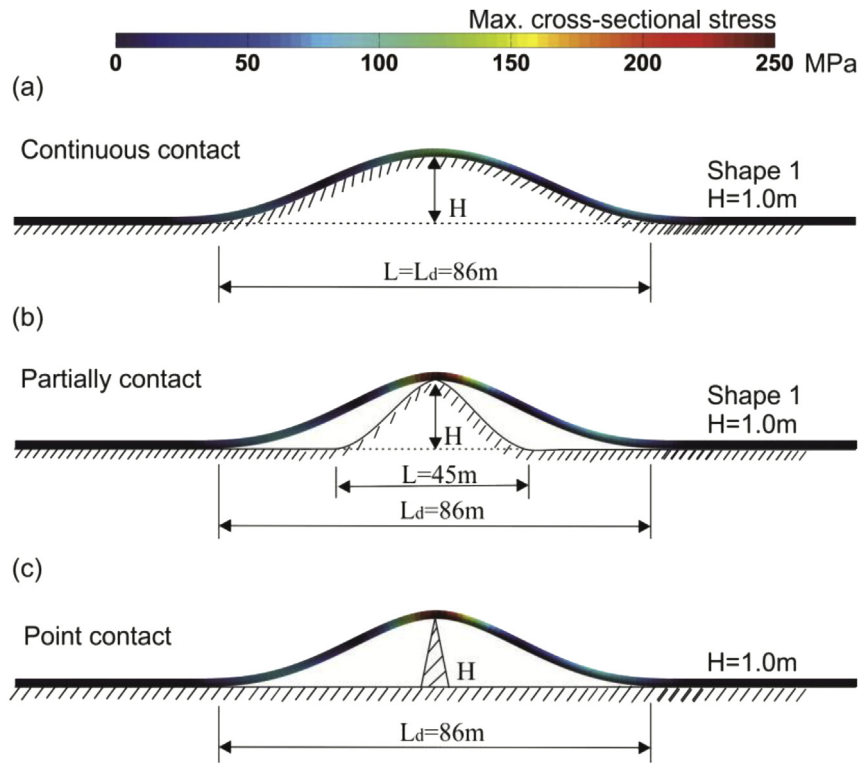 Max. cross-sectional stress
0 50 100 150 200 250 MPa
(a)
Continuous contact
Shape 1
H=1.0m
H
L=Ld=86m
(b)
Partially contact
Shape 1
H=1.0m
H
L=45m
Ld=86m
(c)
Point contact
H=1.0m
H
Ld=86m